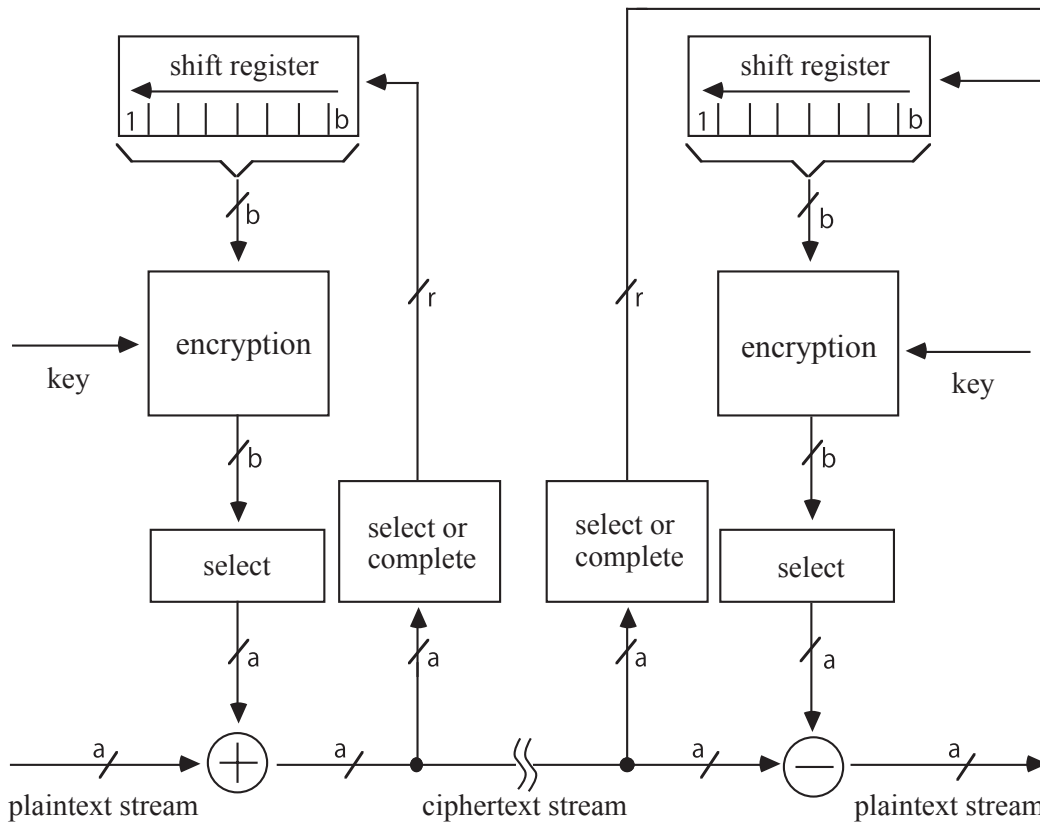 shift register
1 b
b
encryption
key
b
select
a
r
select or
complete
a
a
plaintext stream
a
ciphertext stream
r
select or
complete
a
shift register
1 b
b
encryption
key
b
select
a
a
a
plaintext stream